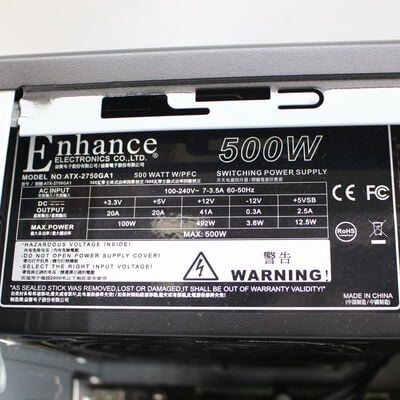 Enhance
ELECTRONICS CO.,LTD.
500W
MODEL NO:ATX-2750GA1 500 WATT W/PFC SWITCHING POWER SUPPLY
AC INPUT 100-240V~ 7-3.5A 60-50Hz
DC OUTPUT +3.3V +5V +12V -12V +5VSB
20A 20A 41A 0.3A 2.5A
MAX.POWER 100W 492W 3.6W 12.5W
MAX: 500W
CE FC
RoHS
*HAZARDOUS VOLTAGE INSIDE!
-DO NOT OPEN POWER SUPPLY COVER!
-SELECT THE RIGHT INPUT VOLTAGE!
警告
WARNING!
"AS SEALED STICK WAS REMOVED,LOST OR DAMAGED,IT SHALL BE OUT OF WARRANTY VALIDITY"
MADE IN CHINA